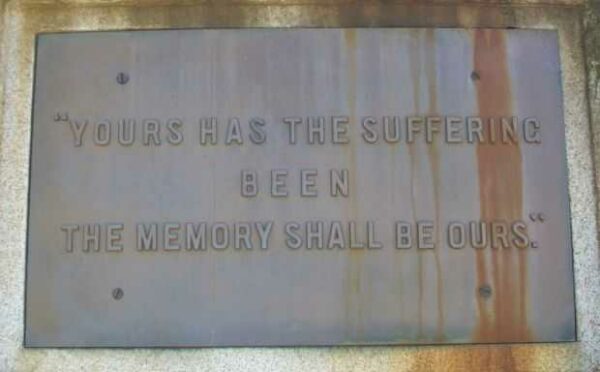 "YOURS HAS THE SUFFERING
BEEN
THE MEMORY SHALL BE OURS."